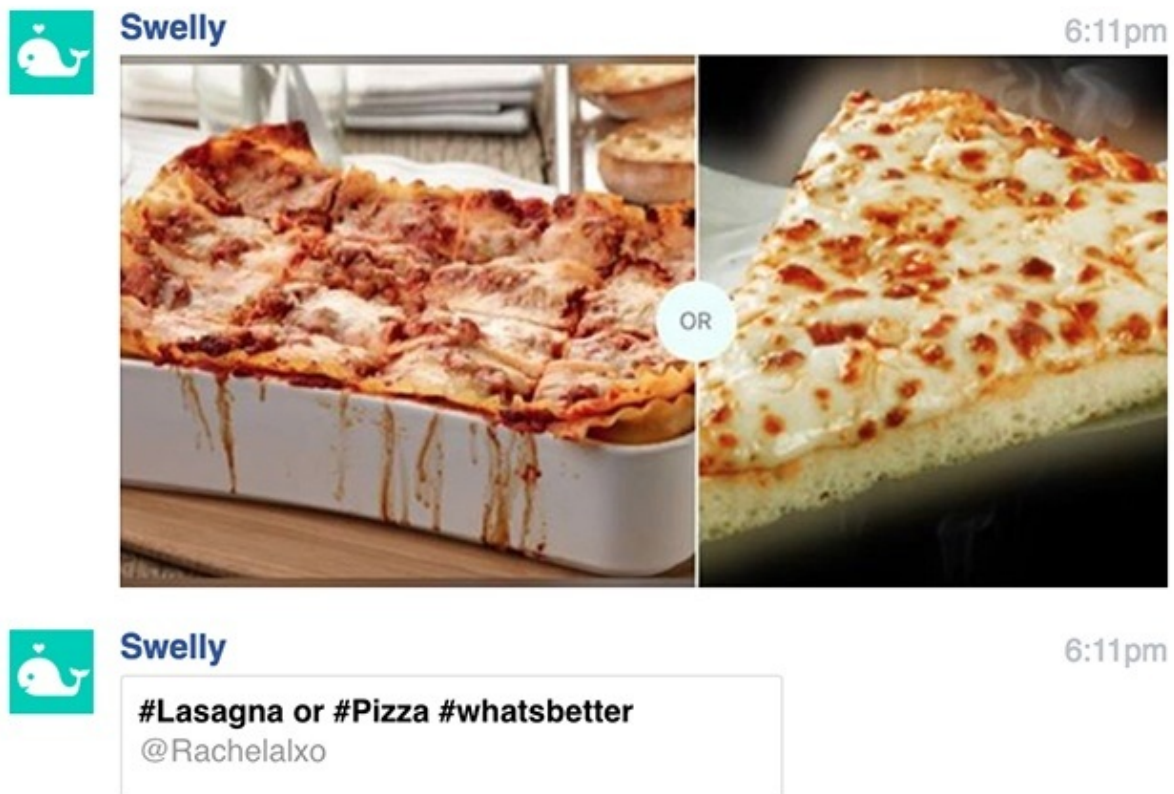 Swelly 6:11pm
OR
Swelly 6:11pm
#Lasagna or #Pizza #whatsbetter
@Rachelalxo